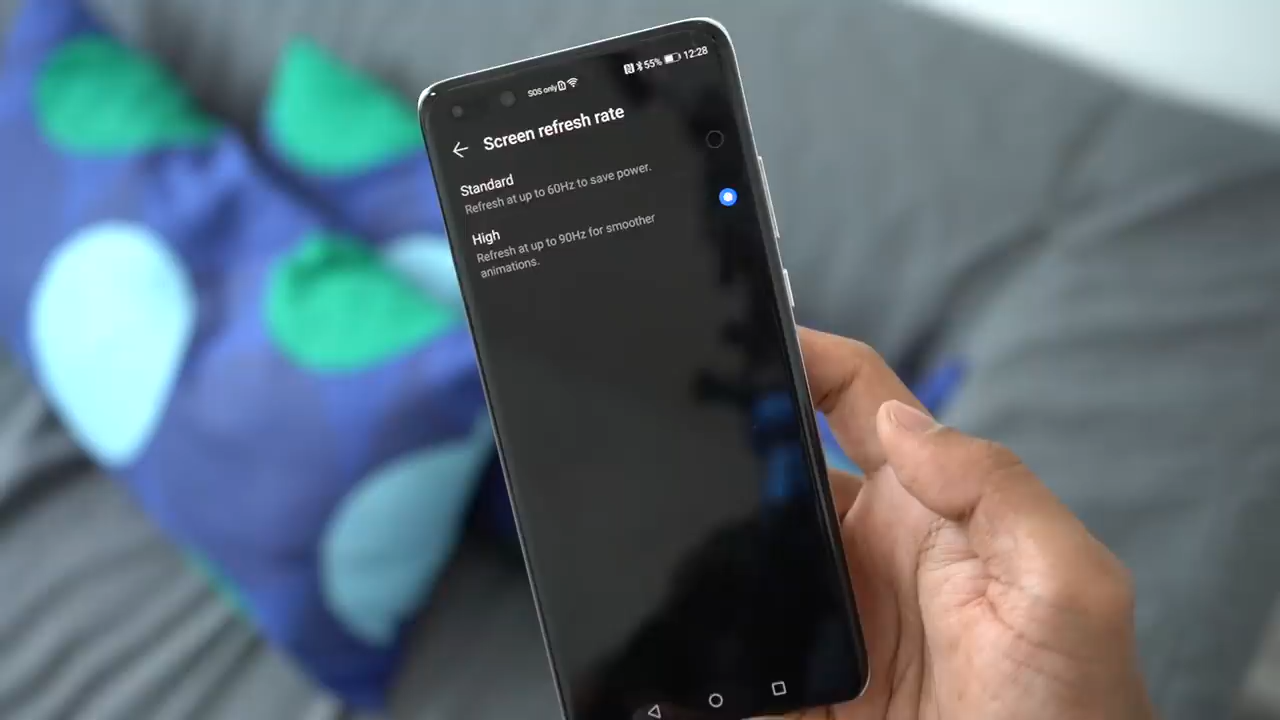 SOS only
55% 12:28
Screen refresh rate
Standard
Refresh at up to 60Hz to save power.
High
Refresh at up to 90Hz for smoother
animations.